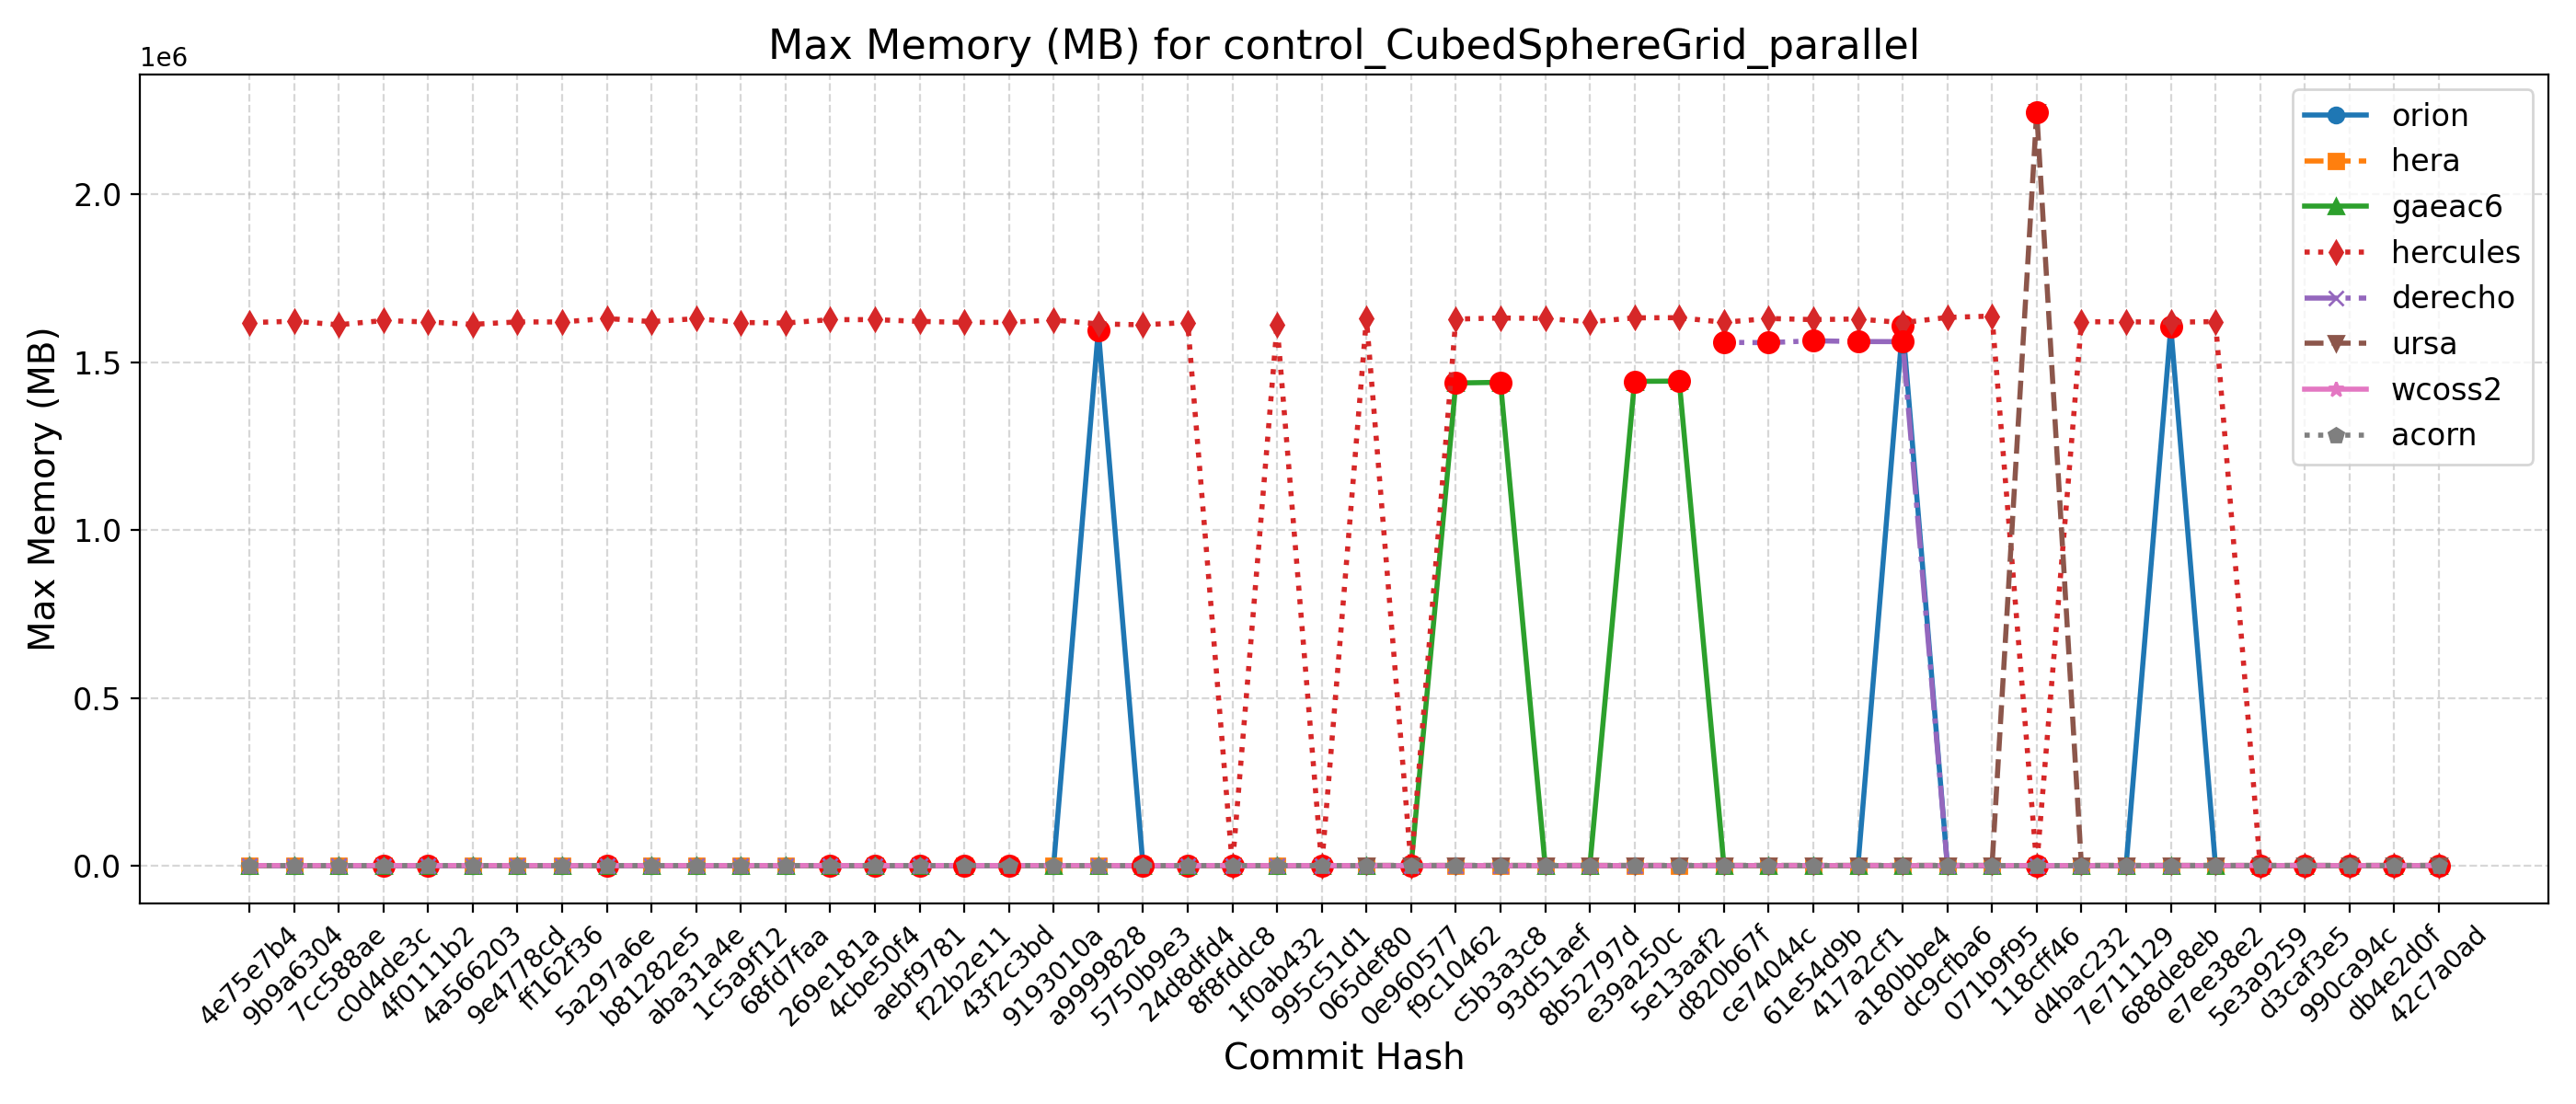 Max Memory (MB) for control_CubedSphereGrid_parallel
1e6
2.0
1.5
1.0
0.5
0.0
Max Memory (MB)
orion
hera
gaeac6
hercules
derecho
ursa
wcoss2
acorn
4e75e7b4
9b9a6304
7cc588ae
c0d4de3c
4f0111b2
4a566203
9e4778cd
ff162f36
5a297a6e
b81282e5
aba31a4e
1c5a9f12
68fd7faa
269e181a
4cbe50f4
aebf9781
f22b2e11
43f2c3bd
9193010a
a9999828
5750b9e3
24d8dfd4
8f8fddc8
1f0ab432
995c51d1
065def80
0e960577
f9c10462
c5b3a3c8
93d51aef
8b52797d
e39a250c
5e13aaf2
d820b67f
ce74044c
61e54d9b
417a2cf1
a180bbe4
dc9cfba6
071b9f95
118cff46
d4bac232
7e711129
688de8eb
e7ee38e2
5e3a9259
d3caf3e5
990ca94c
db4e2d0f
42c7a0ad
Commit Hash